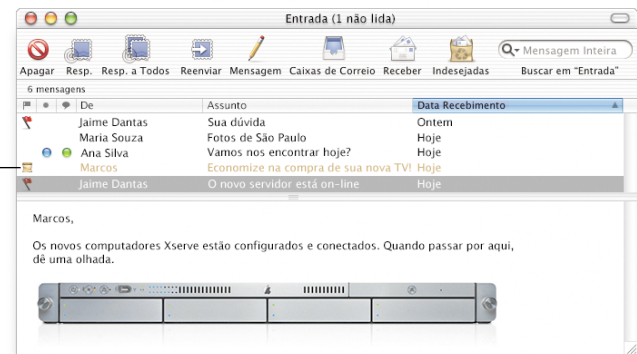 Entrada (1 não lida)
Mensagem Inteira
Apagar Resp. Resp. a Todos Reenviar Mensagem Caixas de Correio Receber Indesejadas Buscar em “Entrada”
6 mensagens
De Assunto Data Recebimento
Jaime Dantas Sua dúvida Ontem
Maria Souza Fotos de São Paulo Hoje
Ana Silva Vamos nos encontrar hoje? Hoje
Marcos Economize na compra de sua nova TV! Hoje
Jaime Dantas O novo servidor está on-line Hoje
Marcos,
Os novos computadores Xserve estão configurados e conectados. Quando passar por aqui,
dê uma olhada.